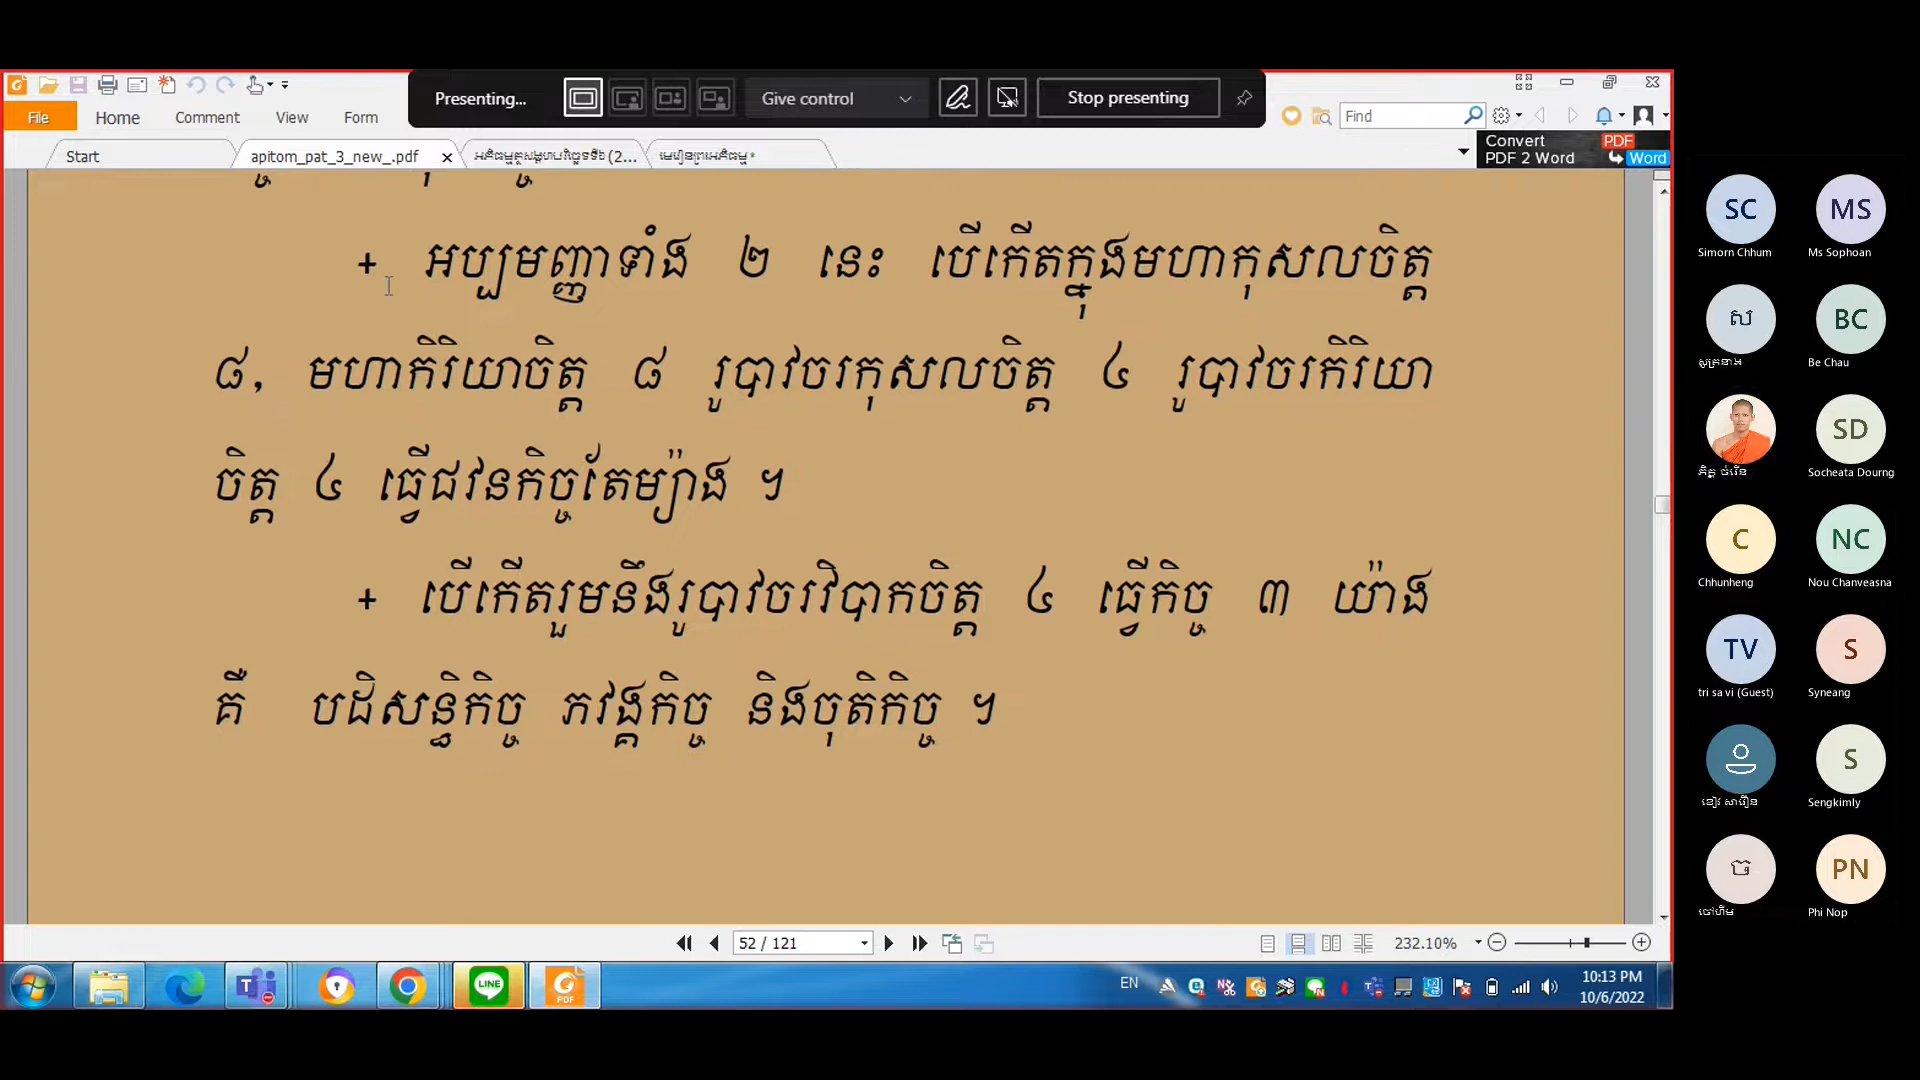 Presenting...
Give control
Stop presenting
File
Home
Comment
View
Form
Find
Convert
PDF 2 Word
PDF
Word
Start
apitom_pat_3_new_.pdf
+ អប្បមញ្ញាទាំង ២ នេះ បើកើតក្នុងមហាកុសលចិត្ត
៨, មហាកិរិយាចិត្ត ៨ រូបាវចរកុសលចិត្ត ៤ រូបាវចរកិរិយា
ចិត្ត ៤ ធ្វើជវនកិច្ចតែម្យ៉ាង ។
+ បើកើតរួមនឹងរូបាវចរវិបាកចិត្ត ៤ ធ្វើកិច្ច ៣ យ៉ាង
គឺ បដិសន្ធិកិច្ច ភវង្គកិច្ច និងចុតិកិច្ច ។
52 / 121
232.10%
SC
Simorn Chhum
MS
Ms Sophoan
ស
BC
Be Chau
SD
Socheata Dourng
C
Chhunheng
NC
Nou Chanveasna
TV
tri sa vi (Guest)
S
Syneang
S
Sengkimly
PN
Phi Nop
LINE
PDF
EN
10:13 PM
10/6/2022